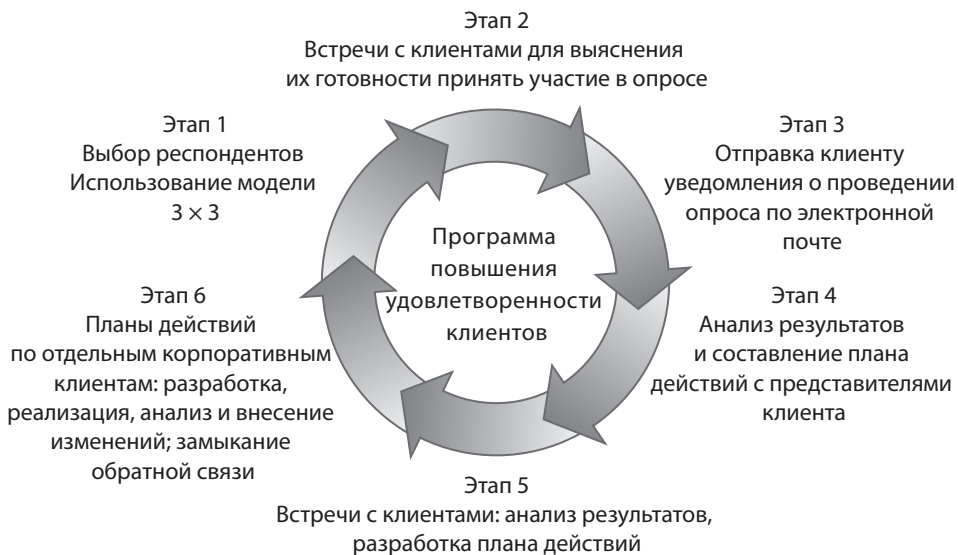 Этап 2
Встречи с клиентами для выяснения
их готовности принять участие в опросе
Этап 1
Выбор респондентов
Использование модели
3 × 3
Этап 3
Отправка клиенту
уведомления о проведении
опроса по электронной
почте
Программа
повышения
удовлетворенности
клиентов
Этап 6
Планы действий
по отдельным корпоративным
клиентам: разработка,
реализация, анализ и внесение
изменений; замыкание
обратной связи
Этап 4
Анализ результатов
и составление плана
действий с представителями
клиента
Этап 5
Встречи с клиентами: анализ результатов,
разработка плана действий